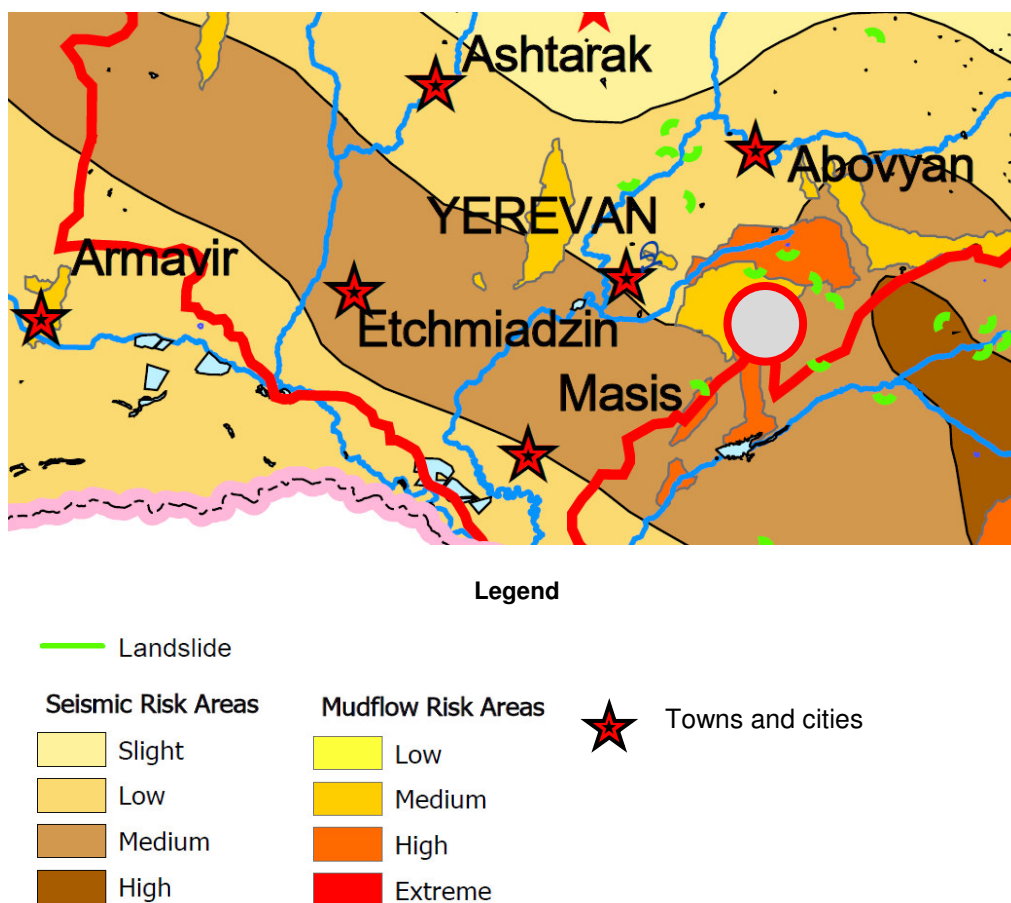 Ashtarak
Abovyan
YEREVAN
Armavir
Etchmiadzin
Masis
Legend
Landslide
Seismic Risk Areas
Slight
Low
Medium
High
Mudflow Risk Areas
Low
Medium
High
Extreme
Towns and cities